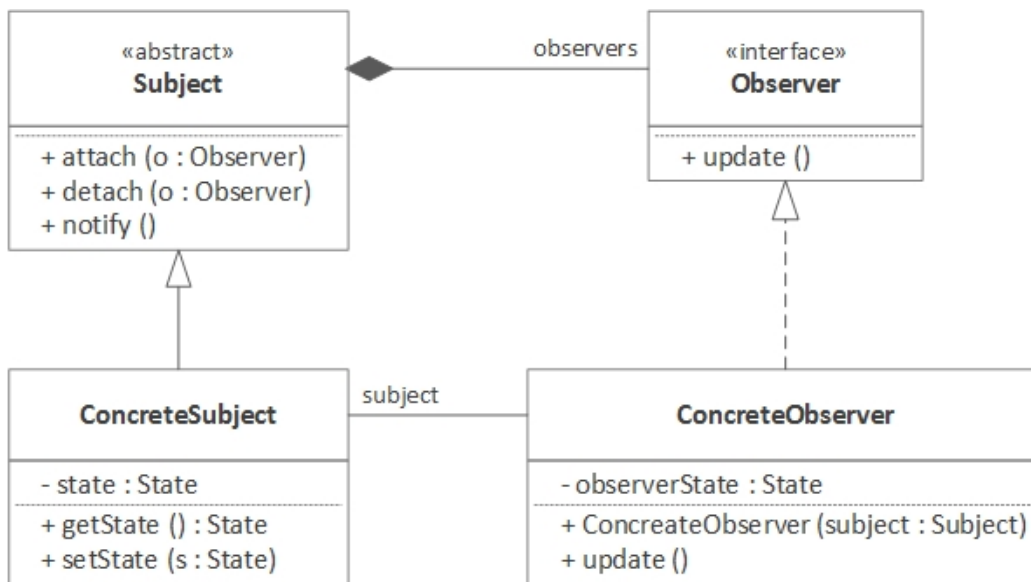 «abstract»
Subject
+ attach (o : Observer)
+ detach (o : Observer)
+ notify ()
observers
«interface»
Observer
+ update ()
ConcreteSubject
- state : State
+ getState () : State
+ setState (s : State)
subject
ConcreteObserver
- observerState : State
+ ConcreateObserver (subject : Subject)
+ update ()